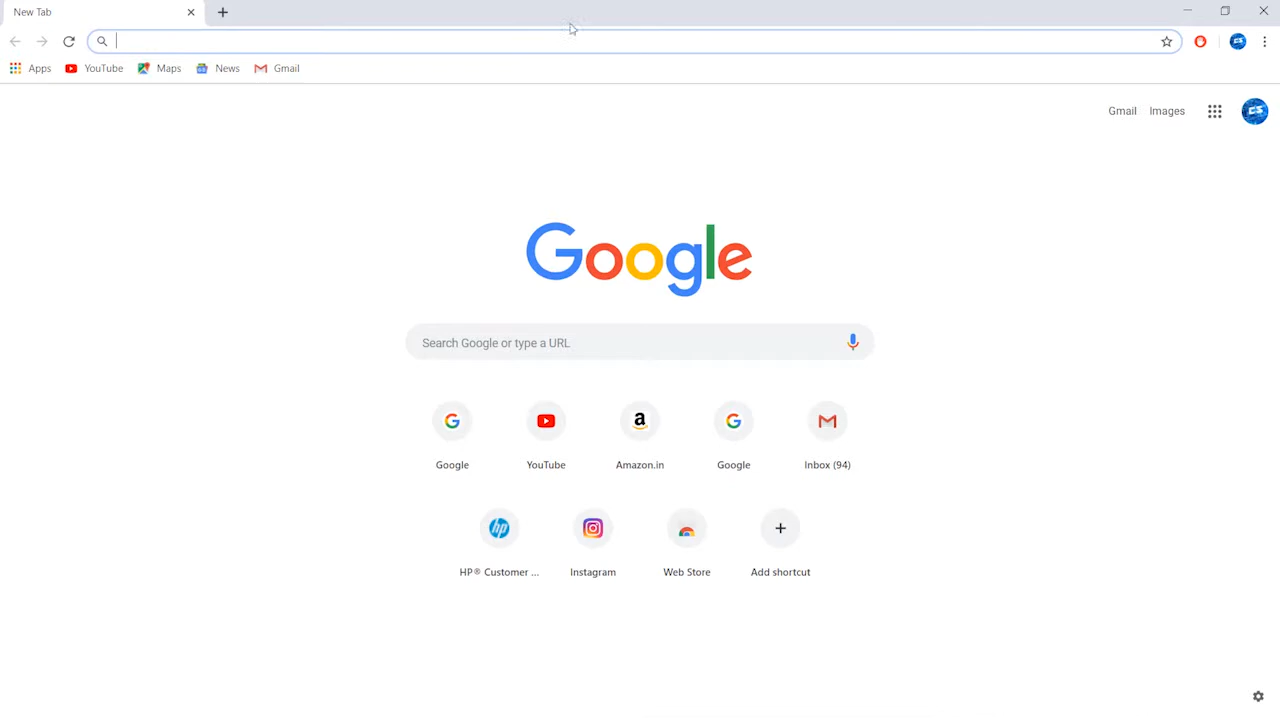 New Tab
Apps YouTube Maps News Gmail
Gmail Images
Google
Search Google or type a URL
Google YouTube Amazon.in Google Inbox (94)
HP® Customer ... Instagram Web Store Add shortcut